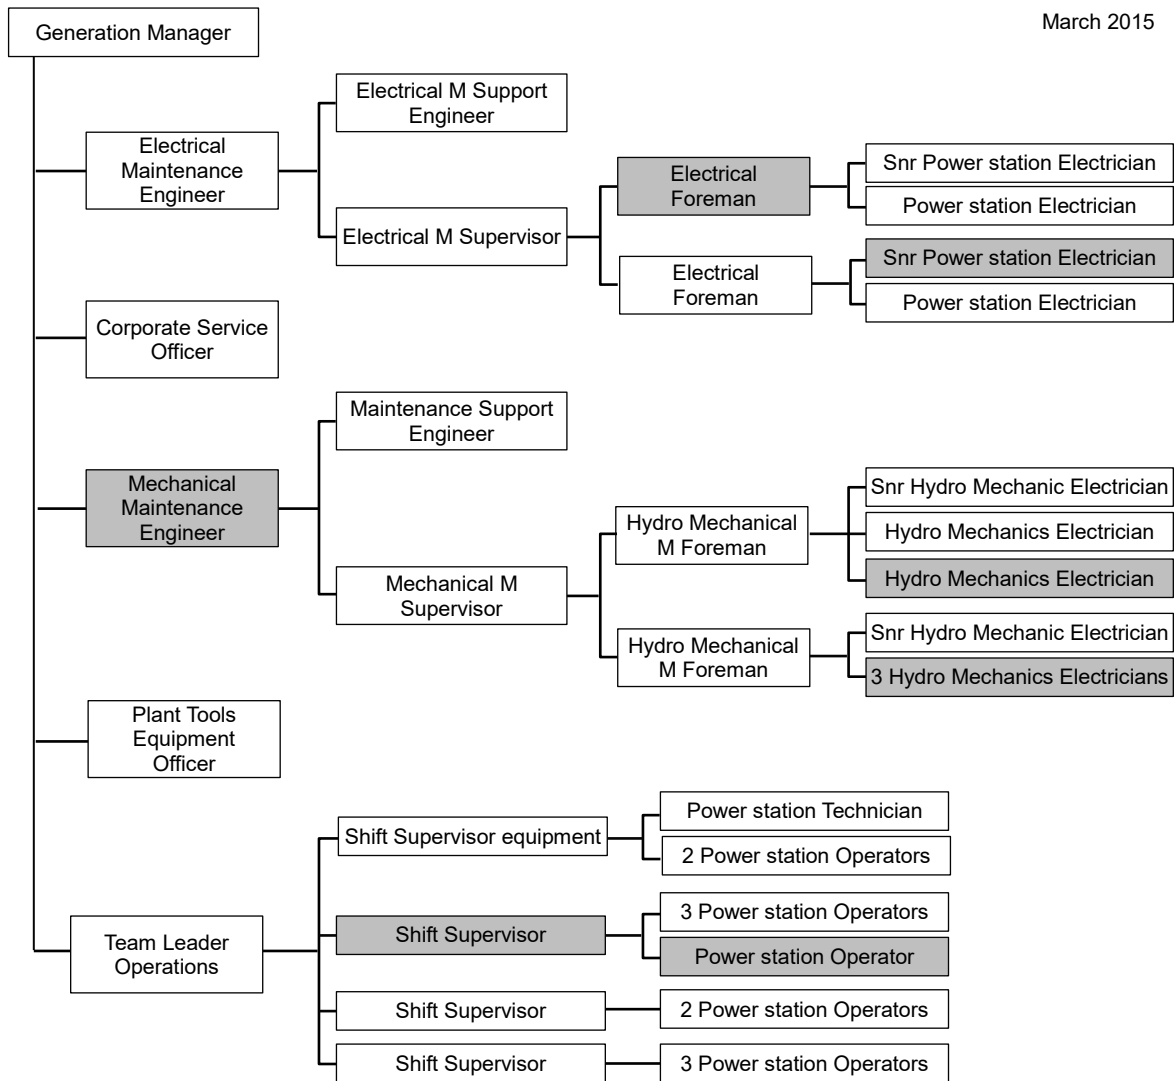 March 2015
Generation Manager
Electrical
Maintenance
Engineer
Electrical M Support
Engineer
Electrical M Supervisor
Electrical
Foreman
Snr Power station Electrician
Power station Electrician
Electrical
Foreman
Snr Power station Electrician
Power station Electrician
Corporate Service
Officer
Mechanical
Maintenance
Engineer
Maintenance Support
Engineer
Mechanical M
Supervisor
Hydro Mechanical
M Foreman
Snr Hydro Mechanic Electrician
Hydro Mechanics Electrician
Hydro Mechanics Electrician
Hydro Mechanical
M Foreman
Snr Hydro Mechanic Electrician
3 Hydro Mechanics Electricians
Plant Tools
Equipment
Officer
Team Leader
Operations
Shift Supervisor equipment
Power station Technician
2 Power station Operators
Shift Supervisor
3 Power station Operators
Power station Operator
Shift Supervisor
2 Power station Operators
Shift Supervisor
3 Power station Operators